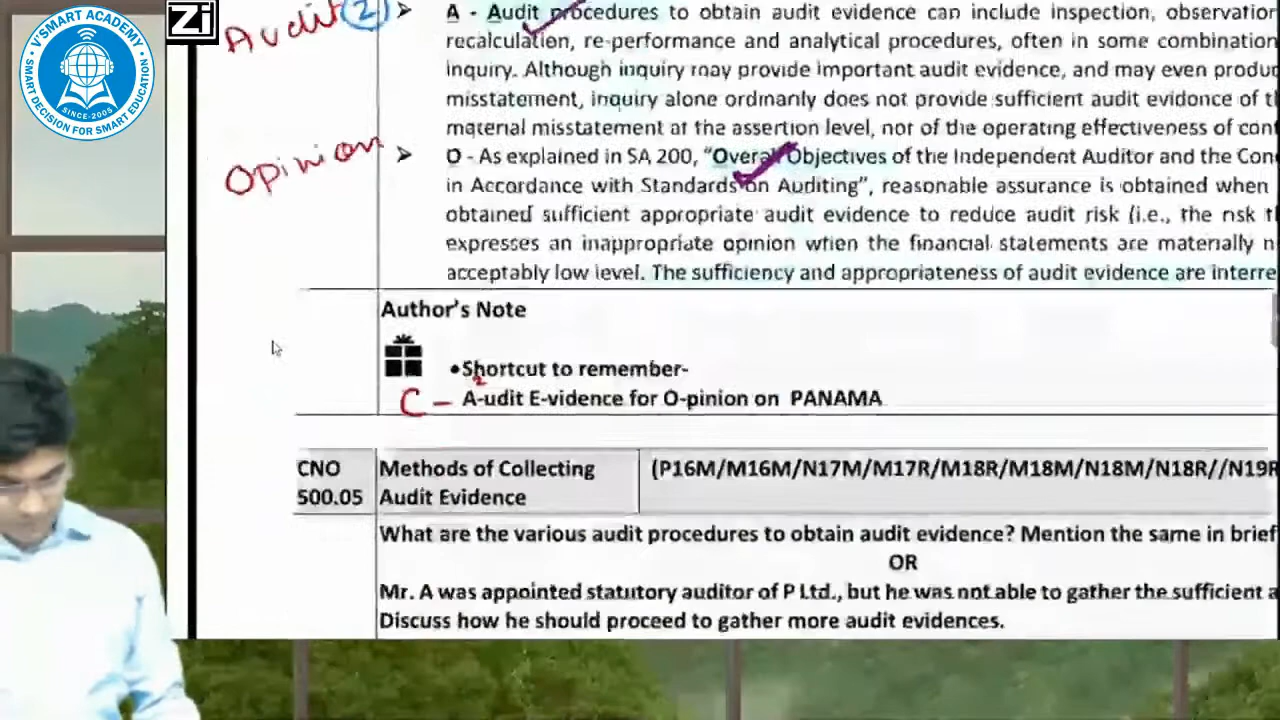 V'SMART ACADEMY
SMART DECISION FOR SMART EDUCATION
SINCE-2005
Zi
Audit 2
A - Audit procedures to obtain audit evidence can include inspection, observation
recalculation, re-performance and analytical procedures, often in some combination
inquiry. Although inquiry may provide important audit evidence, and may even produ
misstatement, inquiry alone ordinarily does not provide sufficient audit evidence of t
material misstatement at the assertion level, nor of the operating effectiveness of con
Opinion
O - As explained in SA 200, "Overall Objectives of the Independent Auditor and the Con
in Accordance with Standards on Auditing", reasonable assurance is obtained when
obtained sufficient appropriate audit evidence to reduce audit risk (i.e., the risk t
expresses an inappropriate opinion when the financial statements are materially n
acceptably low level. The sufficiency and appropriateness of audit evidence are interre
Author's Note
•Shortcut to remember-
C - A-udit E-vidence for O-pinion on PANAMA
2
CNO Methods of Collecting (P16M/M16M/N17M/M17R/M18R/M18M/N18M/N18R//N19R
500.05 Audit Evidence
What are the various audit procedures to obtain audit evidence? Mention the same in brief
OR
Mr. A was appointed statutory auditor of P Ltd., but he was not able to gather the sufficient a
Discuss how he should proceed to gather more audit evidences.